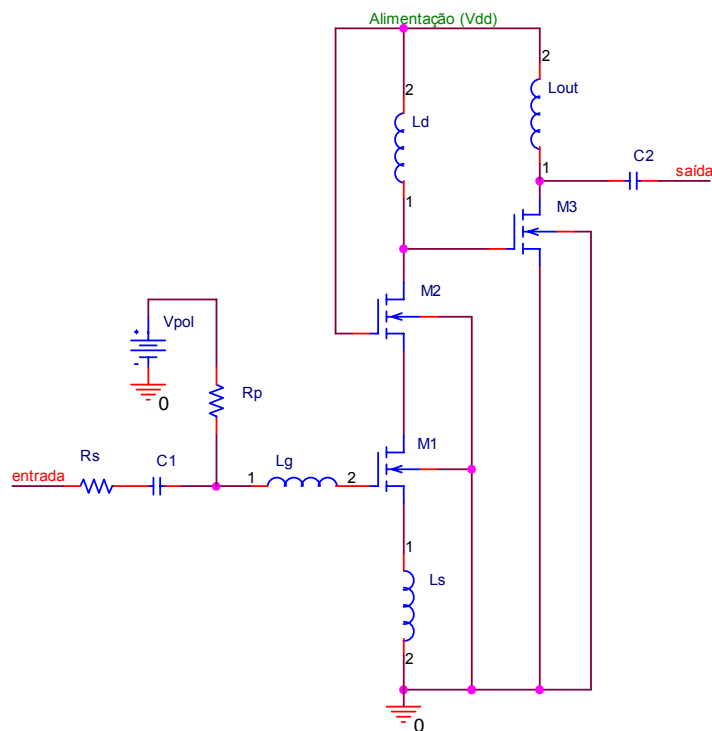 Alimentação (Vdd)
2
2
Lout
Ld
1
C2
saída
1
M3
M2
Vpol
+
-
0
Rp
M1
Rs
C1
Lg
entrada
1
2
1
Ls
2
0